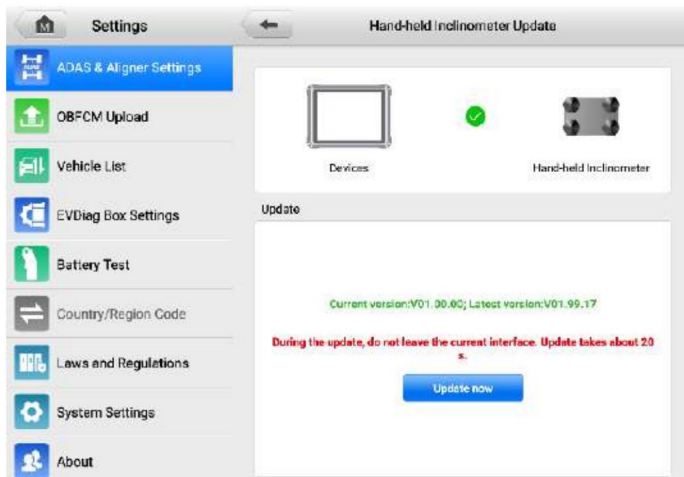 Settings
Hand-held Inclinometer Update
ADAS & Aligner Settings
OBFCM Upload
Vehicle List
EVDiag Box Settings
Battery Test
Country/Region Code
Laws and Regulations
System Settings
About
Devices
Hand-held Inclinometer
Update
Current version:V01.00.00; Latest version:V01.99.17
During the update, do not leave the current interface. Update takes about 20
s.
Update now